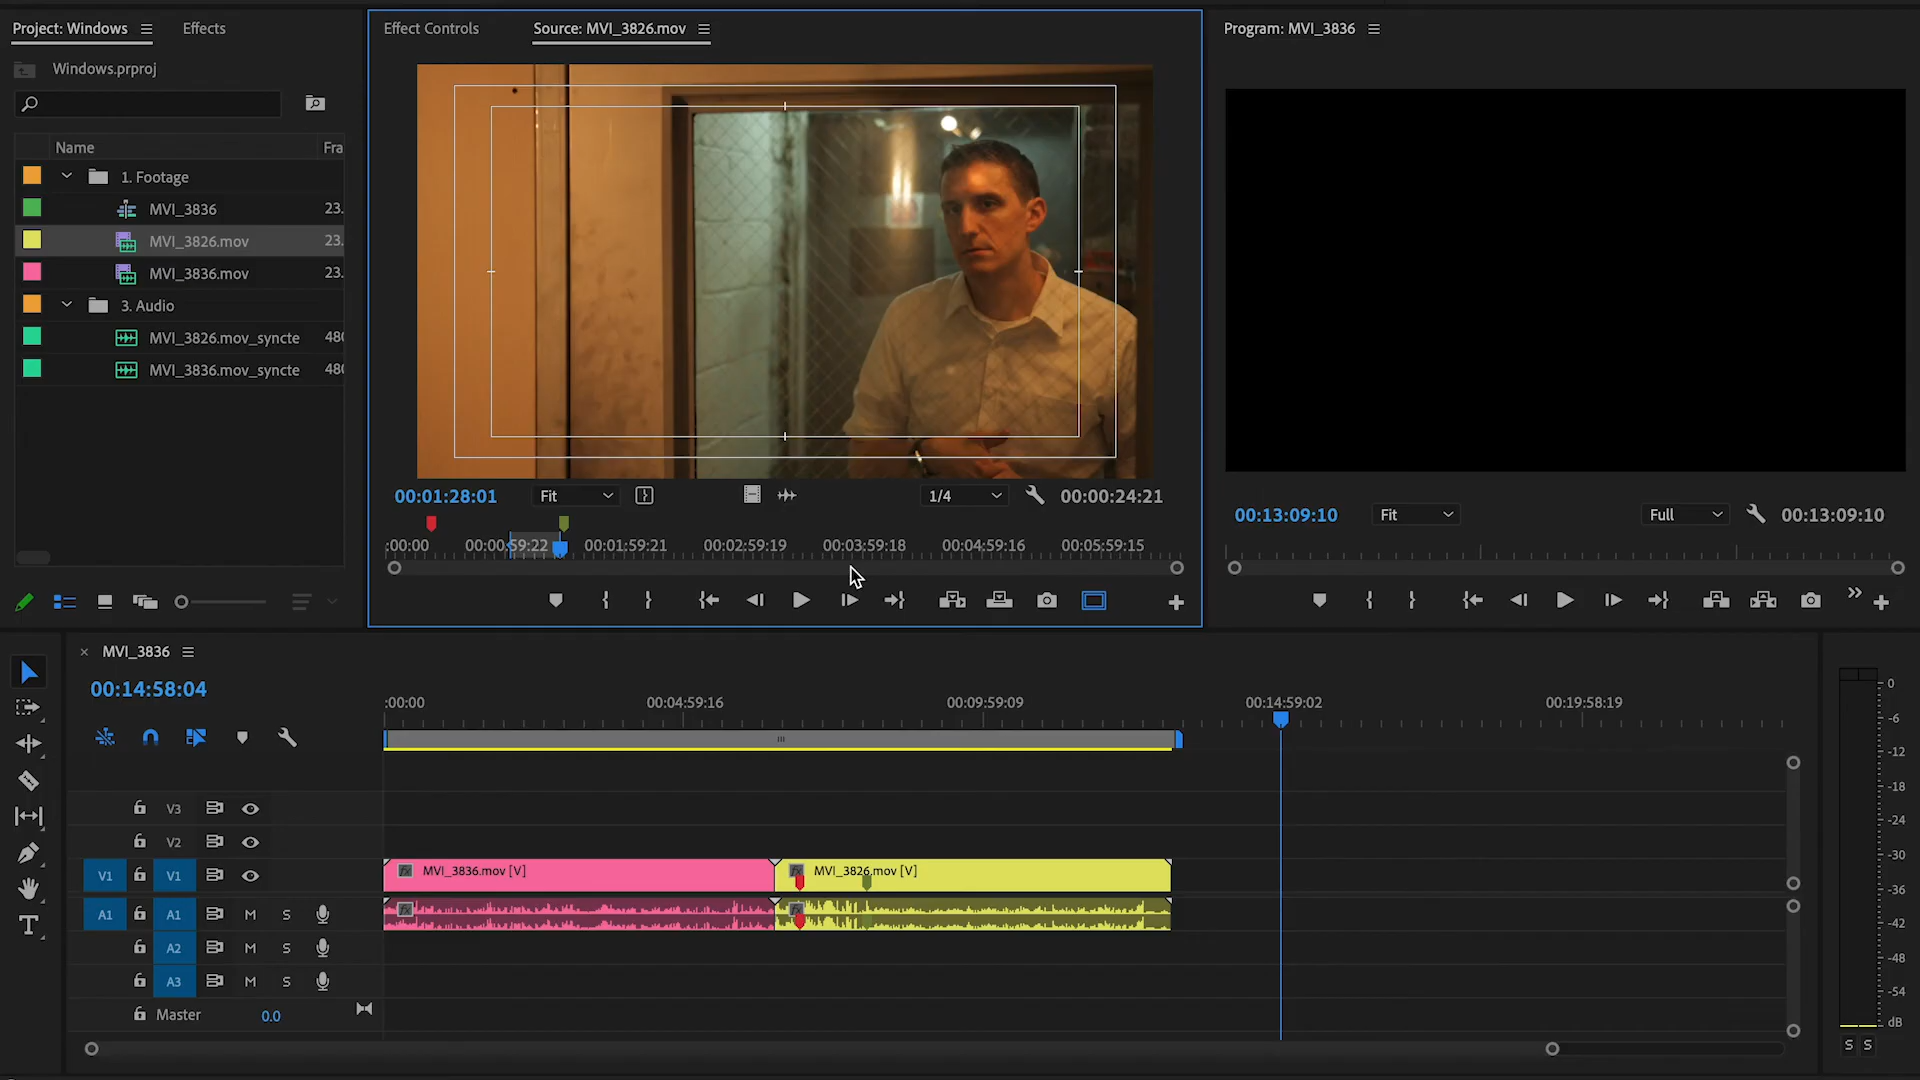 Project: Windows
Effects
Windows.prproj
Name
Fra
1. Footage
MVI_3836
23.
MVI_3826.mov
23.
MVI_3836.mov
23.
3. Audio
MVI_3826.mov_syncte
480
MVI_3836.mov_syncte
480
Effect Controls
Source: MVI_3826.mov
00:01:28:01
Fit
1/4
00:00:24:21
:00:00
00:00:59:22
00:01:59:21
00:02:59:19
00:03:59:18
00:04:59:16
00:05:59:15
Program: MVI_3836
00:13:09:10
Fit
Full
00:13:09:10
MVI_3836
00:14:58:04
:00:00
00:04:59:16
00:09:59:09
00:14:59:02
00:19:58:19
V3
V2
V1
V1
MVI_3836.mov [V]
MVI_3826.mov [V]
A1
A1
M
S
A2
M
S
A3
M
S
Master
0.0
0
-6
-12
-18
-24
-30
-36
-42
-48
-54
dB
S
S